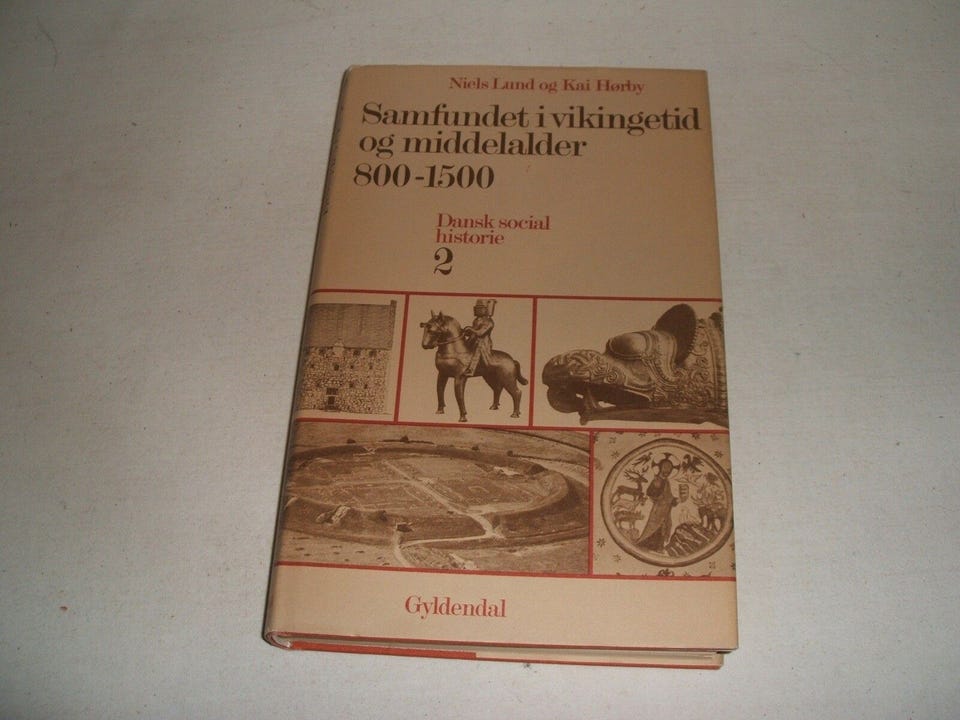 Niels Lund og Kai Hørby
Samfundet i vikingetid
og middelalder
800-1500
Dansk social
historie
2
Gyldendal